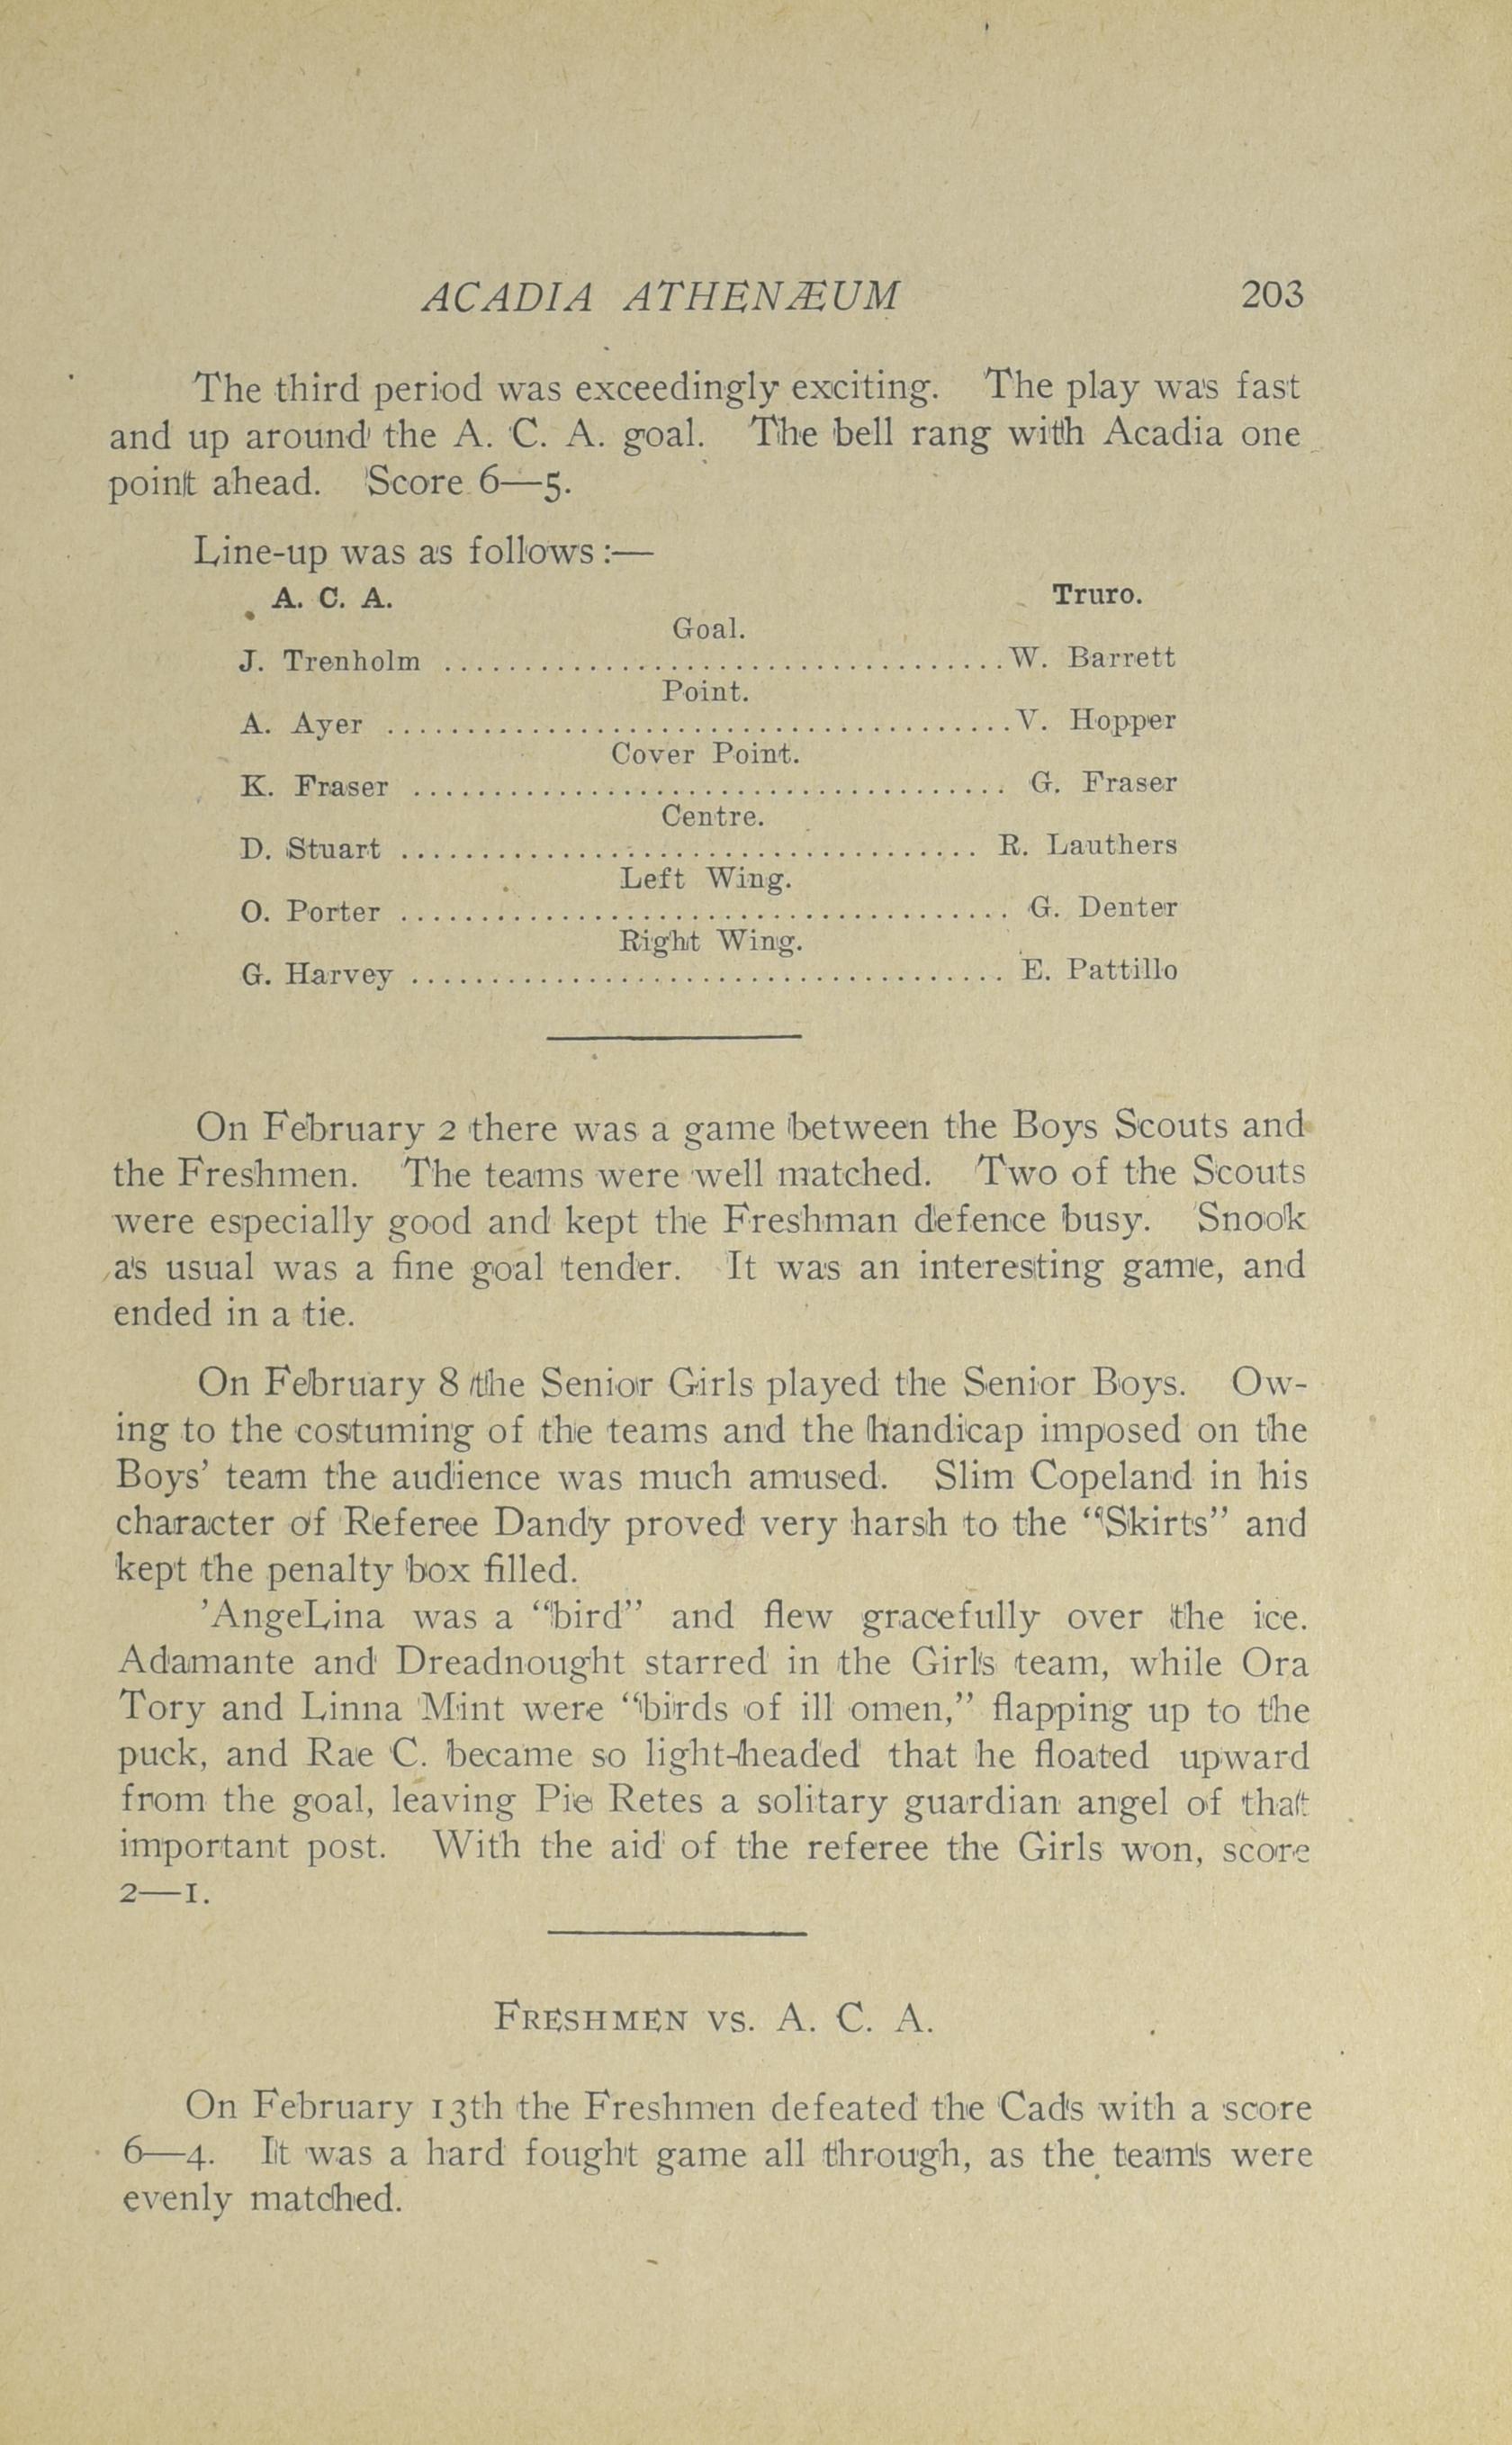 ACADIA ATHENÆUM 203
The third period was exceedingly exciting. The play was fast
and up around the A. C. A. goal. The bell rang with Acadia one
point ahead. Score 6—5.
Line-up was as follows:—
A. C. A. Truro.
Goal.
J. Trenholm ........................................ W. Barrett
Point.
A. Ayer ............................................ V. Hopper
Cover Point.
K. Fraser .......................................... G. Fraser
Centre.
D. Stuart ......................................... R. Lauthers
Left Wing.
O. Porter .......................................... G. Denter
Right Wing.
G. Harvey .......................................... E. Pattillo
On February 2 there was a game between the Boys Scouts and
the Freshmen. The teams were well matched. Two of the Scouts
were especially good and kept the Freshman defence busy. Snook
as usual was a fine goal tender. It was an interesting game, and
ended in a tie.
On February 8 the Senior Girls played the Senior Boys. Ow-
ing to the costuming of the teams and the handicap imposed on the
Boys' team the audience was much amused. Slim Copeland in his
character of Referee Dandy proved very harsh to the "Skirts" and
kept the penalty box filled.
'AngeLina was a "bird" and flew gracefully over the ice.
Adamante and Dreadnought starred in the Girl's team, while Ora
Tory and Linna Mint were "birds of ill omen," flapping up to the
puck, and Rae C. became so light-headed that he floated upward
from the goal, leaving Pie Retes a solitary guardian angel of that
important post. With the aid of the referee the Girls won, score
2—1.
FRESHMEN VS. A. C. A.
On February 13th the Freshmen defeated the Cads with a score
6—4. It was a hard fought game all through, as the teams were
evenly matched.